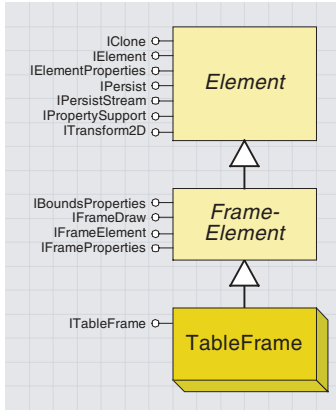 IClone
IElement
IElementProperties
IPersist
IPersistStream
IPropertySupport
ITransform2D
Element
IBoundsProperties
IFrameDraw
IFrameElement
IFrameProperties
Frame-
Element
ITableFrame
TableFrame